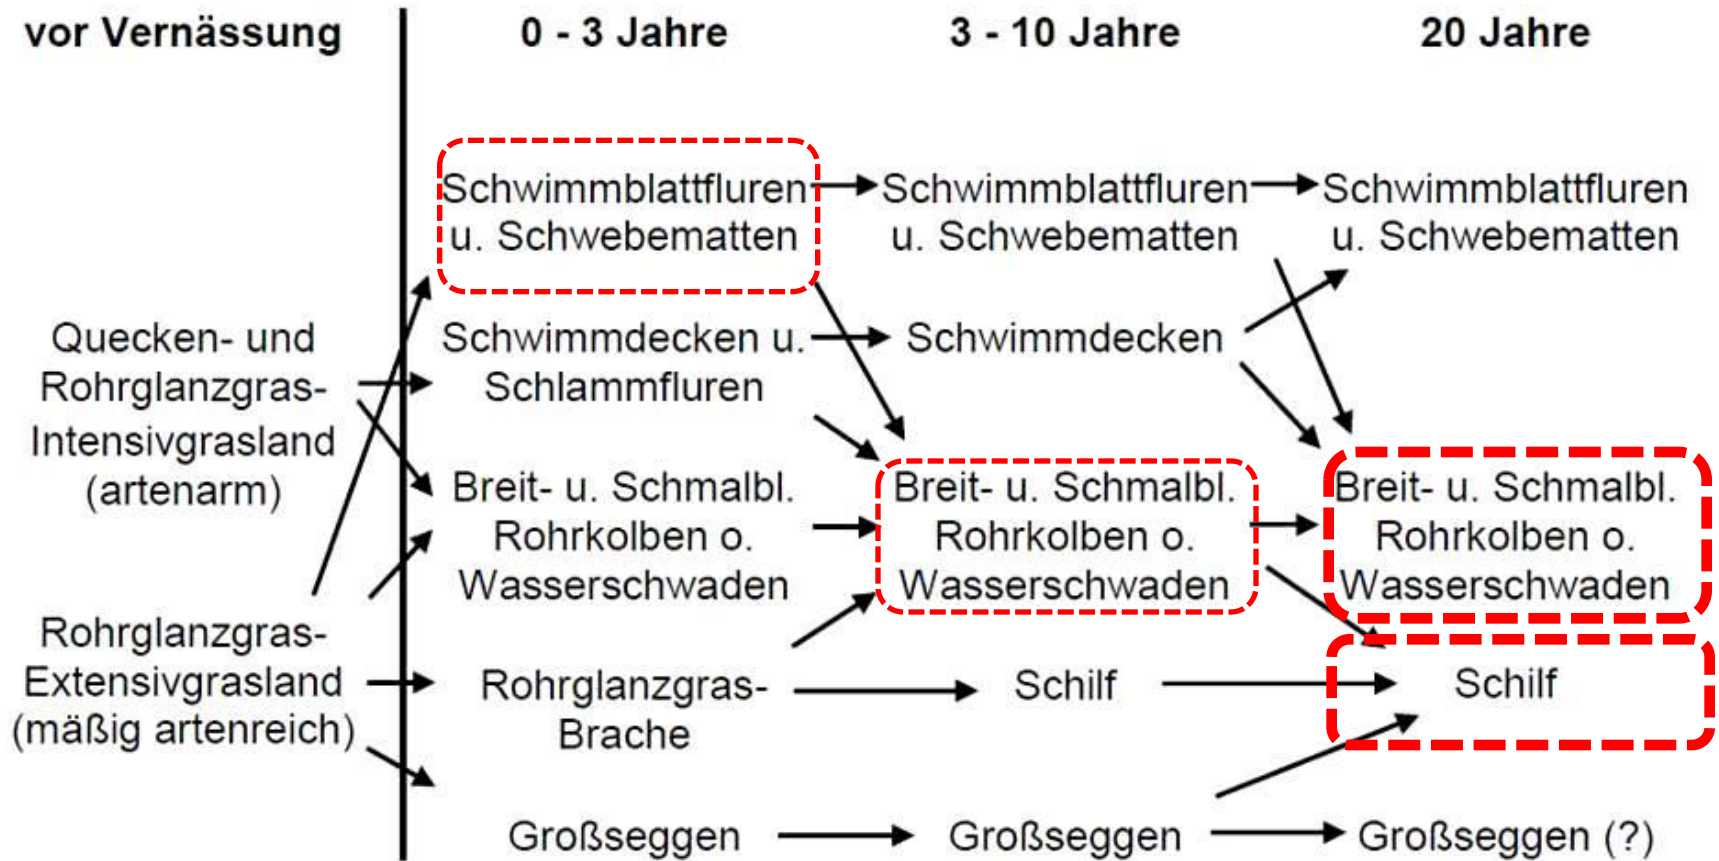 vor Vernässung
0 - 3 Jahre
3 - 10 Jahre
20 Jahre
Quecken- und
Rohrglanzgras-
Intensivgrasland
(artenarm)
Rohrglanzgras-
Extensivgrasland
(mäßig artenreich)
Schwimmblattfluren
u. Schwebematten
Schwimmdecken u.
Schlammfluren
Breit- u. Schmalbl.
Rohrkolben o.
Wasserschwaden
Rohrglanzgras-
Brache
Großseggen
Schwimmblattfluren
u. Schwebematten
Schwimmdecken
Breit- u. Schmalbl.
Rohrkolben o.
Wasserschwaden
Schilf
Großseggen
Schwimmblattfluren
u. Schwebematten
Breit- u. Schmalbl.
Rohrkolben o.
Wasserschwaden
Schilf
Großseggen (?)